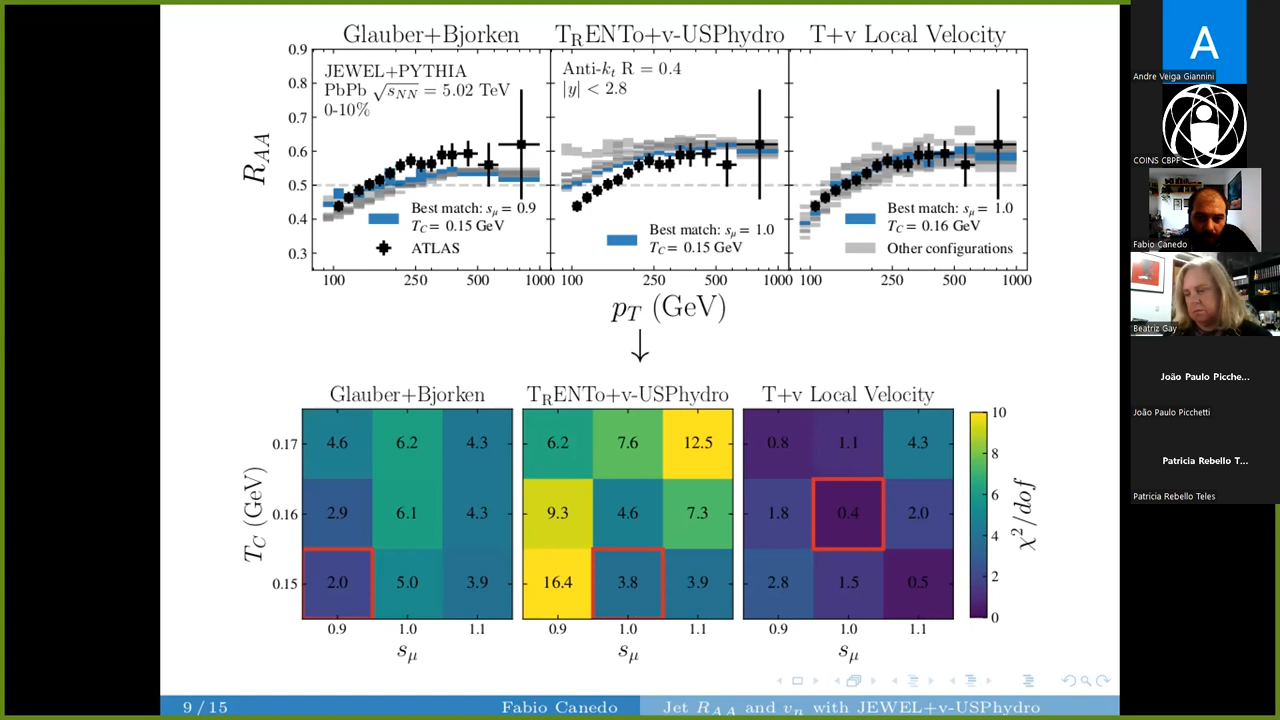 Glauber+Bjorken
TRENTo+v-USPhydro
T+v Local Velocity
0.9
0.8
0.7
0.6
0.5
0.4
0.3
RAA
JEWEL+PYTHIA
PbPb √sNN = 5.02 TeV
0-10%
Best match: sμ = 0.9
TC = 0.15 GeV
ATLAS
Anti-kt R = 0.4
|y| < 2.8
Best match: sμ = 1.0
TC = 0.15 GeV
Best match: sμ = 1.0
TC = 0.16 GeV
Other configurations
100 250 500 1000
100 250 500 1000
100 250 500 1000
pT (GeV)
↓
Glauber+Bjorken
TRENTo+v-USPhydro
T+v Local Velocity
TC (GeV)
0.17 4.6 6.2 4.3 6.2 7.6 12.5 0.8 1.1 4.3
0.16 2.9 6.1 4.3 9.3 4.6 7.3 1.8 0.4 2.0
0.15 2.0 5.0 3.9 16.4 3.8 3.9 2.8 1.5 0.5
0.9 1.0 1.1 0.9 1.0 1.1 0.9 1.0 1.1
sμ sμ sμ
10
8
6
4
2
0
χ²/dof
9 / 15 Fabio Canedo Jet RAA and vn with JEWEL+v-USPhydro
A
Andre Veiga Giannini
COINS CBPF
Fabio Canedo
Beatriz Gay
João Paulo Picche...
João Paulo Picchetti
Patricia Rebello T...
Patricia Rebello Teles